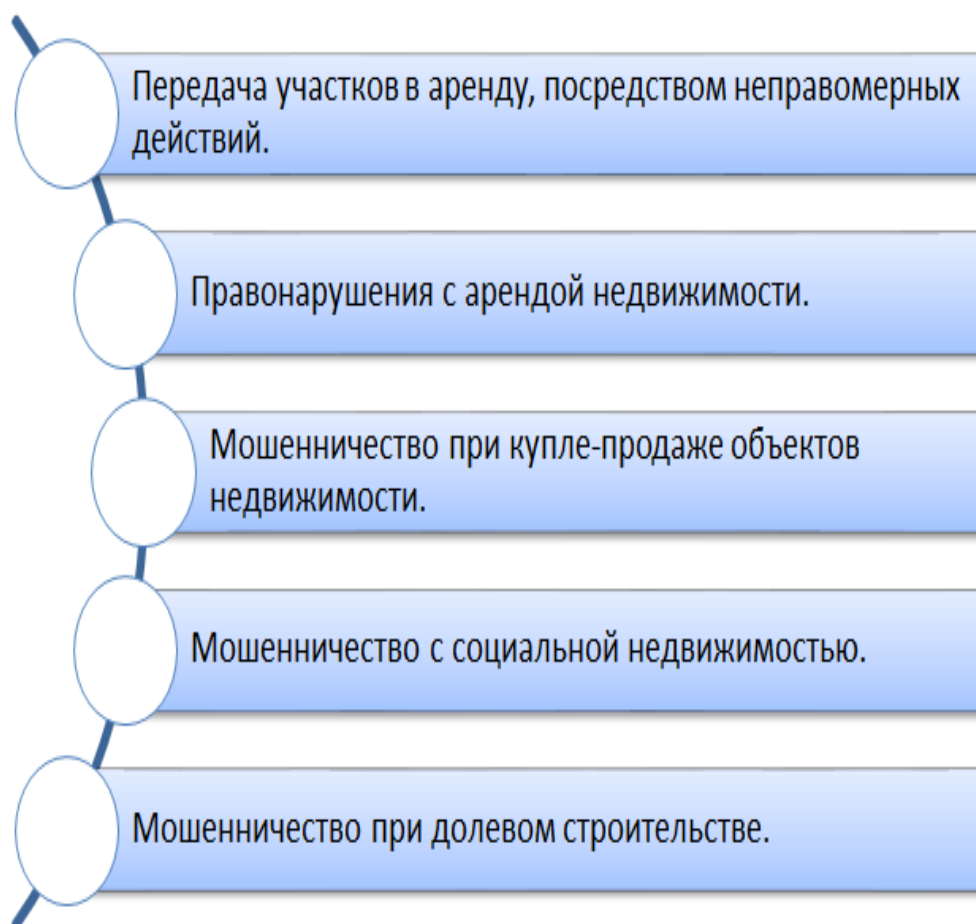 Передача участков в аренду, посредством неправомерных
действий.
Правонарушения с арендой недвижимости.
Мошенничество при купле-продаже объектов
недвижимости.
Мошенничество с социальной недвижимостью.
Мошенничество при долевом строительстве.